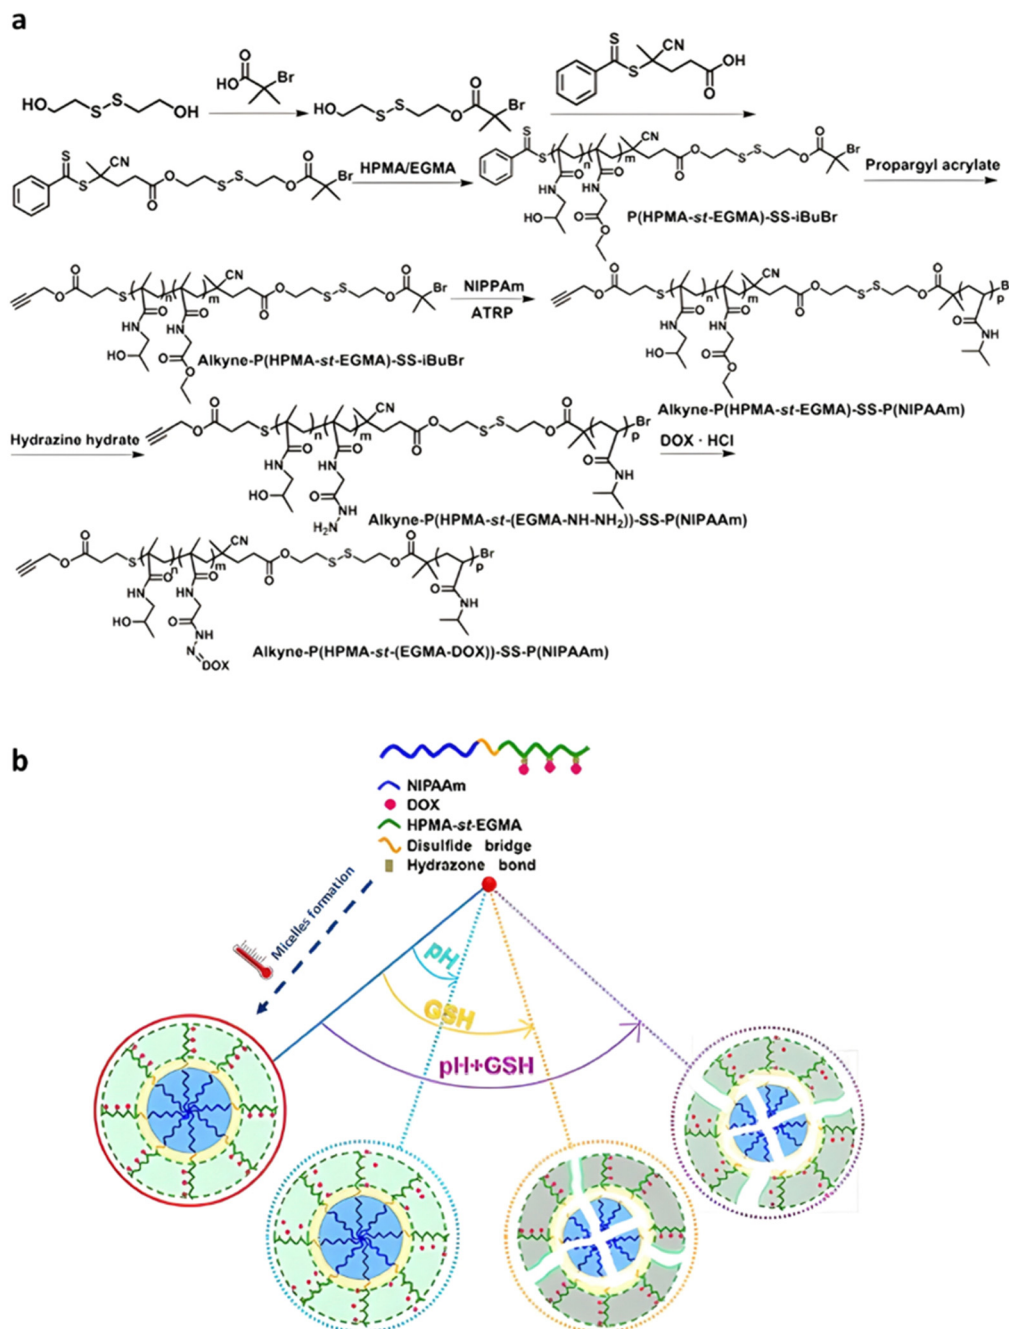 a
HPMA/EGMA
Propargyl acrylate
P(HPMA-st-EGMA)-SS-iBuBr
NIPPAm
ATRP
Alkyne-P(HPMA-st-EGMA)-SS-iBuBr
Alkyne-P(HPMA-st-EGMA)-SS-P(NIPAAm)
Hydrazine hydrate
DOX · HCl
Alkyne-P(HPMA-st-(EGMA-NH-NH₂))-SS-P(NIPAAm)
Alkyne-P(HPMA-st-(EGMA-DOX))-SS-P(NIPAAm)
DOX
b
NIPAAm
DOX
HPMA-st-EGMA
Disulfide bridge
Hydrazone bond
Micelles formation
pH
GSH
pH+GSH